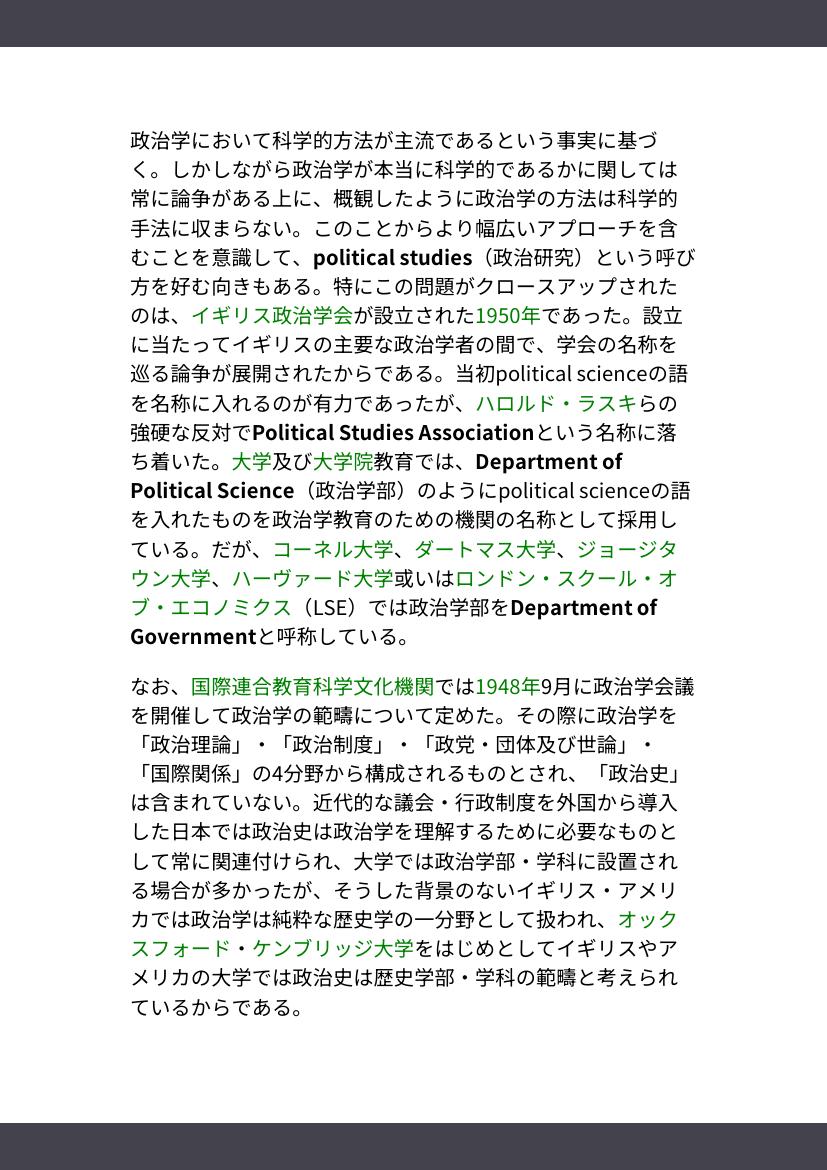 政治学において科学的方法が主流であるという事実に基づ
く。しかしながら政治学が本当に科学的であるかに関しては
常に論争がある上に、概観したように政治学の方法は科学的
手法に収まらない。このことからより幅広いアプローチを含
むことを意識して、political studies（政治研究）という呼び
方を好む向きもある。特にこの問題がクロースアップされた
のは、イギリス政治学会が設立された1950年であった。設立
に当たってイギリスの主要な政治学者の間で、学会の名称を
巡る論争が展開されたからである。当初political scienceの語
を名称に入れるのが有力であったが、ハロルド・ラスキらの
強硬な反対でPolitical Studies Associationという名称に落
ち着いた。大学及び大学院教育では、Department of
Political Science（政治学部）のようにpolitical scienceの語
を入れたものを政治学教育のための機関の名称として採用し
ている。だが、コーネル大学、ダートマス大学、ジョージタ
ウン大学、ハーヴァード大学或いはロンドン・スクール・オ
ブ・エコノミクス（LSE）では政治学部をDepartment of
Governmentと呼称している。
なお、国際連合教育科学文化機関では1948年9月に政治学会議
を開催して政治学の範疇について定めた。その際に政治学を
「政治理論」・「政治制度」・「政党・団体及び世論」・
「国際関係」の4分野から構成されるものとされ、「政治史」
は含まれていない。近代的な議会・行政制度を外国から導入
した日本では政治史は政治学を理解するために必要なものと
して常に関連付けられ、大学では政治学部・学科に設置され
る場合が多かったが、そうした背景のないイギリス・アメリ
カでは政治学は純粋な歴史学の一分野として扱われ、オック
スフォード・ケンブリッジ大学をはじめとしてイギリスやア
メリカの大学では政治史は歴史学部・学科の範疇と考えられ
ているからである。